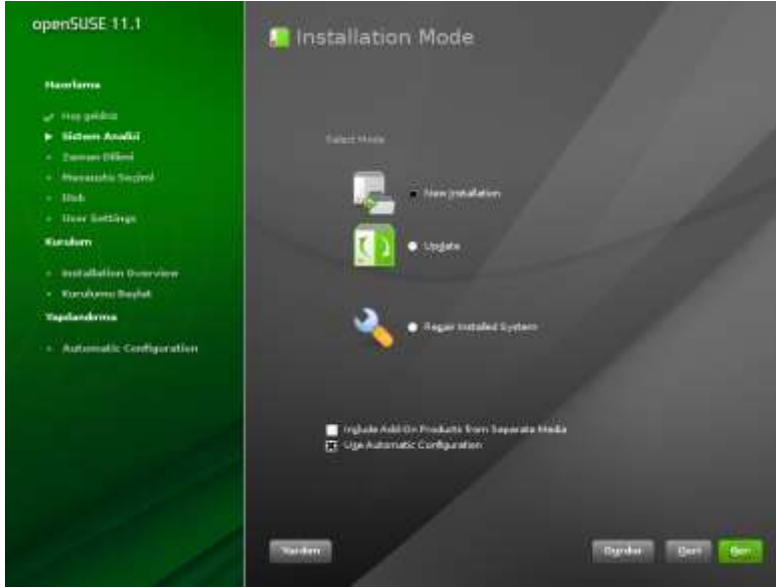 openSUSE 11.1
Installation Mode
Hazırlama
Hoş geldiniz
Sistem Analizi
Zaman Dilimi
Masaüstü Seçimi
Disk
User Settings
Kurulum
Installation Overview
Kurulumu Başlat
Yapılandırma
Automatic Configuration
Select Mode
New Installation
Update
Repair Installed System
Include Add-On Products from Separate Media
Use Automatic Configuration
Yardım
Durdur
Geri